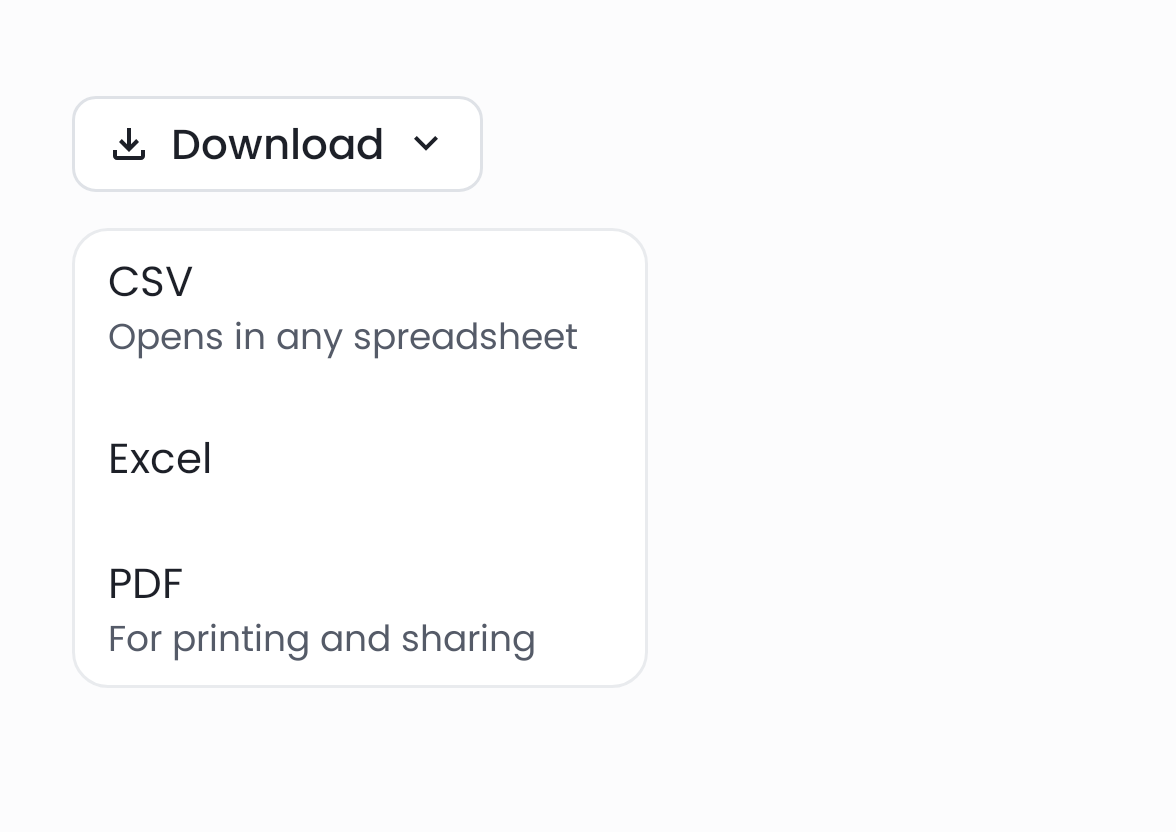 Download
CSV
Opens in any spreadsheet
Excel
PDF
For printing and sharing